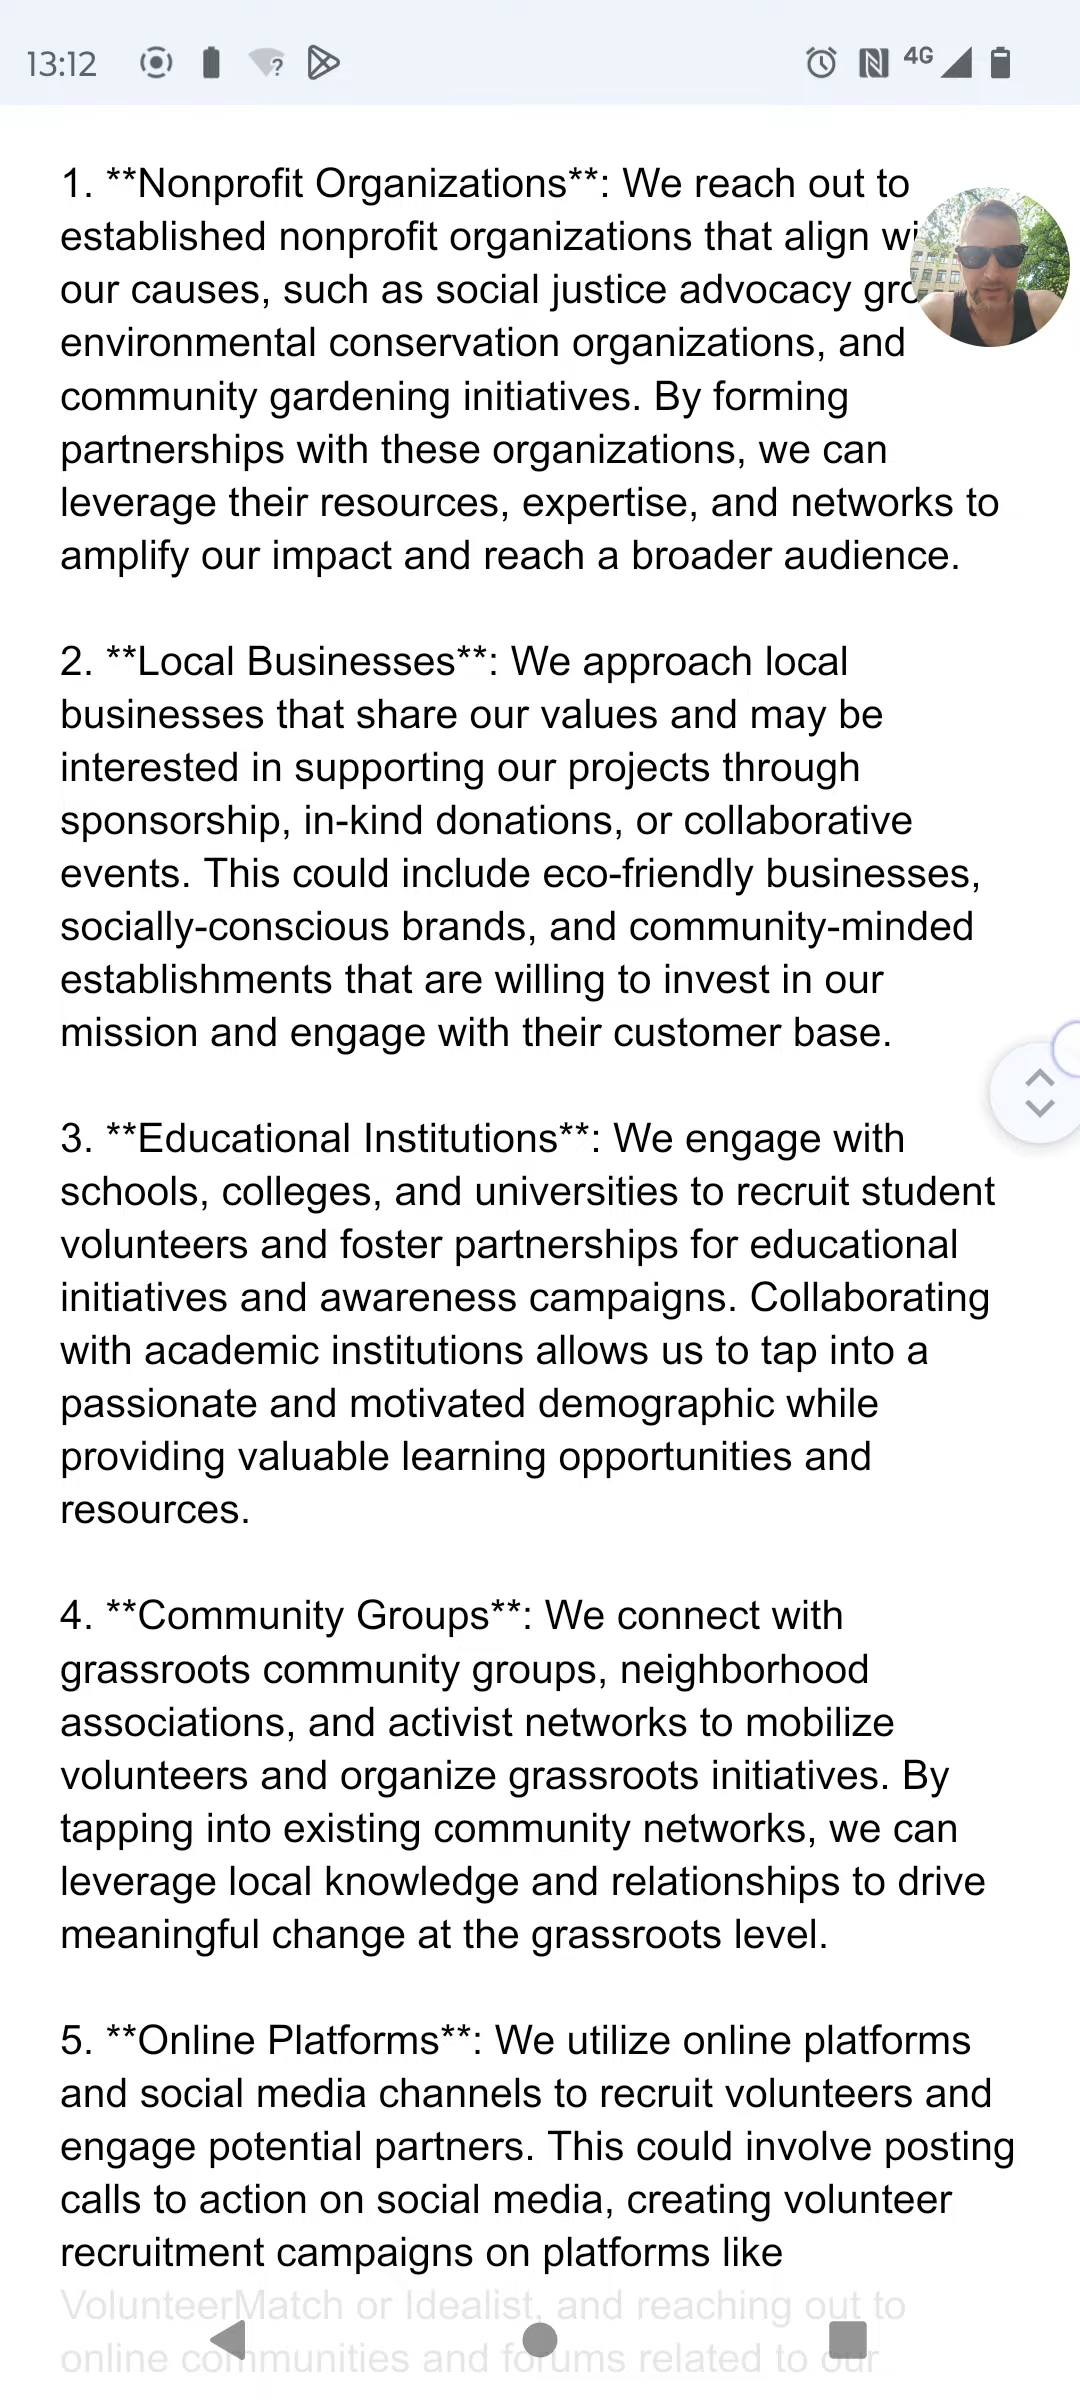 13:12
4G
1. **Nonprofit Organizations**: We reach out to
established nonprofit organizations that align
our causes, such as social justice advocacy
environmental conservation organizations, and
community gardening initiatives. By forming
partnerships with these organizations, we can
leverage their resources, expertise, and networks to
amplify our impact and reach a broader audience.
2. **Local Businesses**: We approach local
businesses that share our values and may be
interested in supporting our projects through
sponsorship, in-kind donations, or collaborative
events. This could include eco-friendly businesses,
socially-conscious brands, and community-minded
establishments that are willing to invest in our
mission and engage with their customer base.
3. **Educational Institutions**: We engage with
schools, colleges, and universities to recruit student
volunteers and foster partnerships for educational
initiatives and awareness campaigns. Collaborating
with academic institutions allows us to tap into a
passionate and motivated demographic while
providing valuable learning opportunities and
resources.
4. **Community Groups**: We connect with
grassroots community groups, neighborhood
associations, and activist networks to mobilize
volunteers and organize grassroots initiatives. By
tapping into existing community networks, we can
leverage local knowledge and relationships to drive
meaningful change at the grassroots level.
5. **Online Platforms**: We utilize online platforms
and social media channels to recruit volunteers and
engage potential partners. This could involve posting
calls to action on social media, creating volunteer
recruitment campaigns on platforms like
VolunteerMatch or Idealist, and reaching out to
online communities and forums related to our